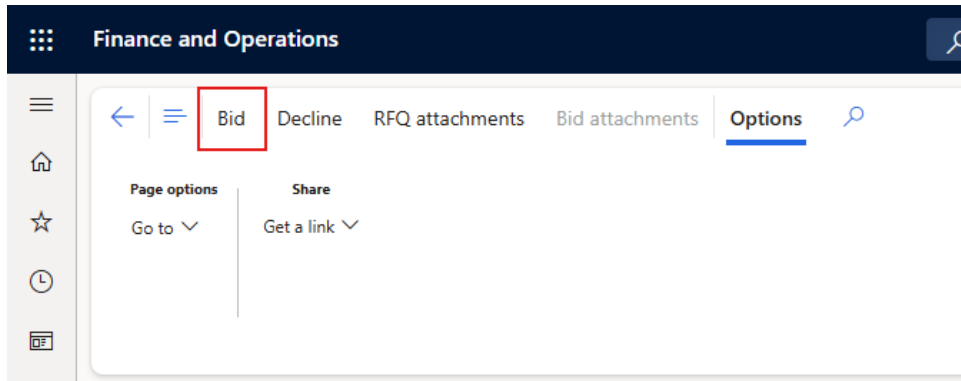 Finance and Operations
Bid Decline RFQ attachments Bid attachments Options
Page options Share
Go to Get a link